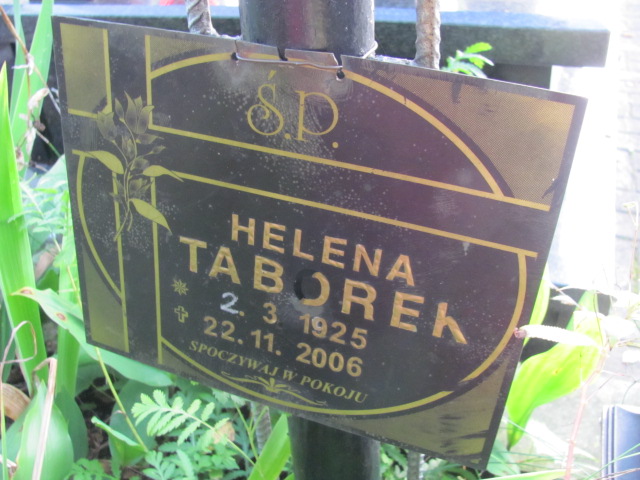 Ś.P.
HELENA
TABOREK
2. 3 1925
22. 11. 2006
SPOCZYWAJ W POKOJU